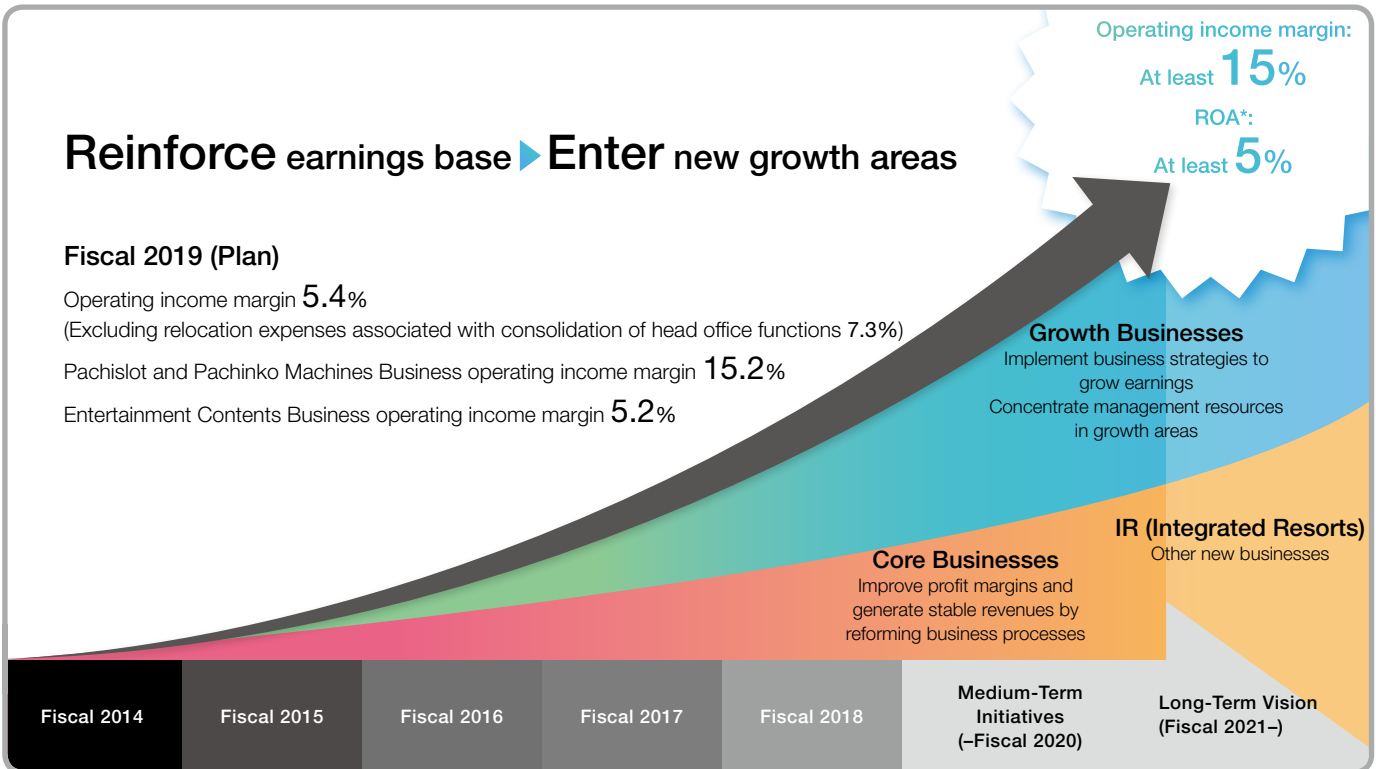 Operating income margin:
At least 15%
ROA*:
At least 5%
Reinforce earnings base ▶ Enter new growth areas
Fiscal 2019 (Plan)
Operating income margin 5.4%
(Excluding relocation expenses associated with consolidation of head office functions 7.3%)
Pachislot and Pachinko Machines Business operating income margin 15.2%
Entertainment Contents Business operating income margin 5.2%
Growth Businesses
Implement business strategies to
grow earnings
Concentrate management resources
in growth areas
IR (Integrated Resorts)
Other new businesses
Core Businesses
Improve profit margins and
generate stable revenues by
reforming business processes
Fiscal 2014
Fiscal 2015
Fiscal 2016
Fiscal 2017
Fiscal 2018
Medium-Term
Initiatives
(–Fiscal 2020)
Long-Term Vision
(Fiscal 2021–)